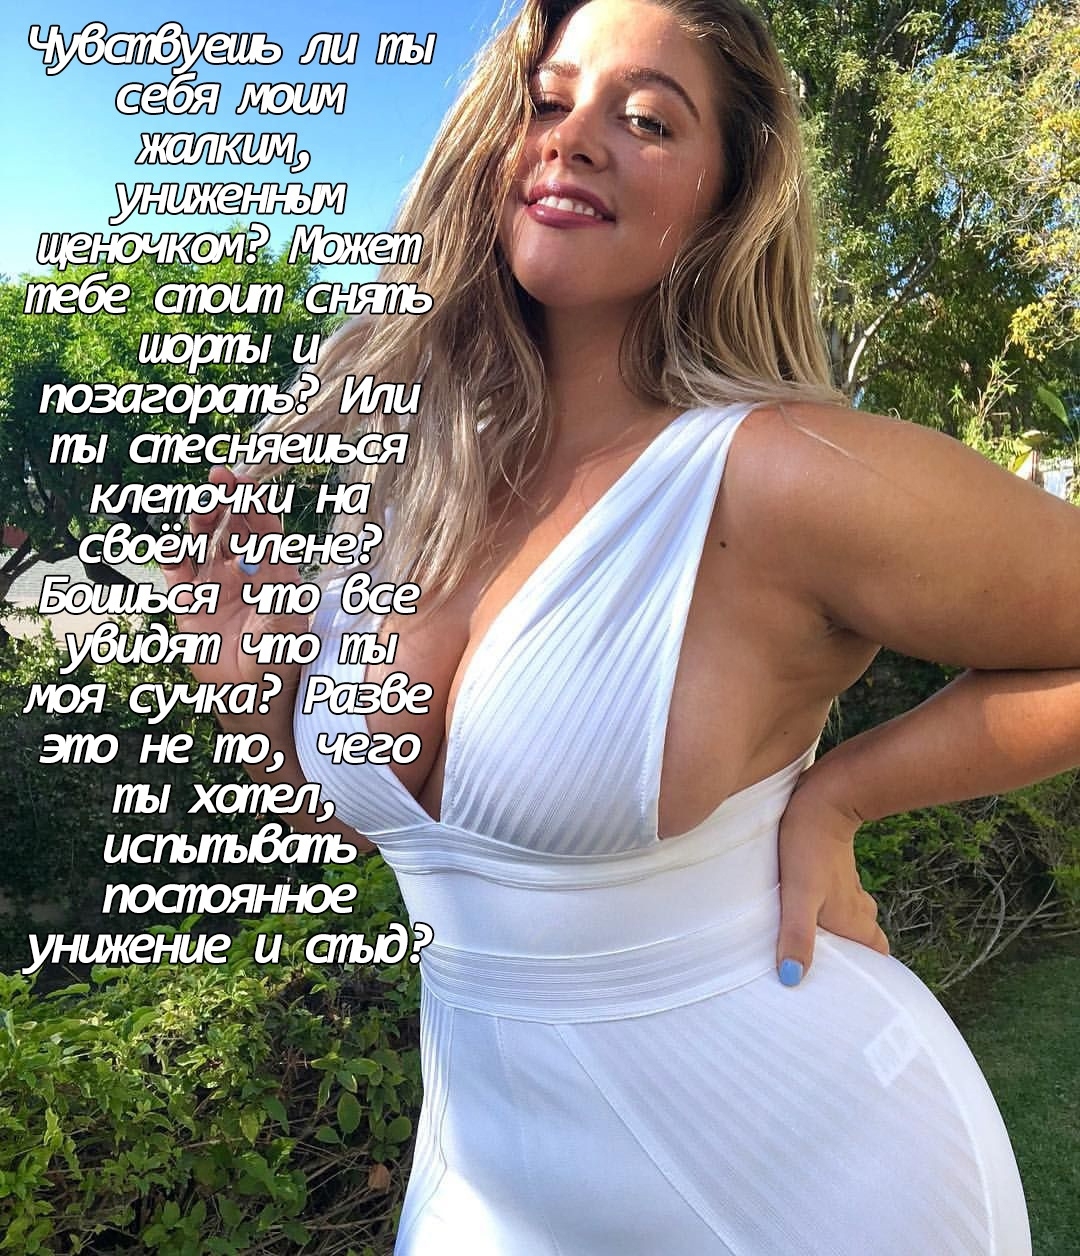 Чувствуешь ли ты
себя моим
жалким,
униженным
щеночком? Может
тебе стоит снять
шорты и
позагорать? Или
ты стесняешься
клеточки на
своём члене?
Боишься что все
увидят что ты
моя сучка? Разве
это не то, чего
ты хотел,
испытывать
постоянное
унижение и стыд?